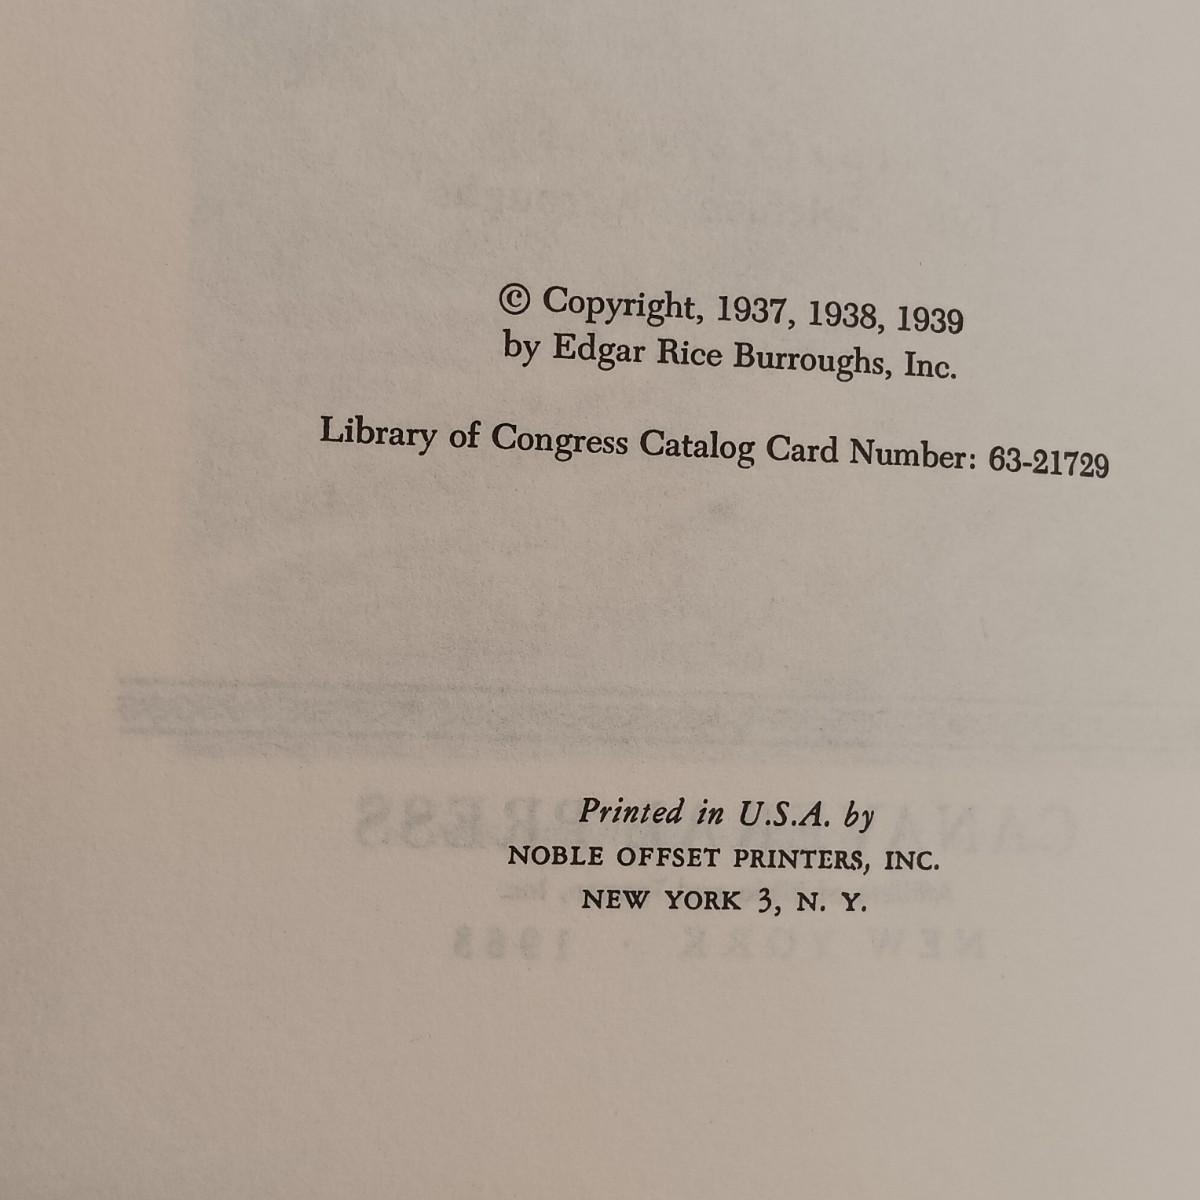 © Copyright, 1937, 1938, 1939
by Edgar Rice Burroughs, Inc.
Library of Congress Catalog Card Number: 63-21729
Printed in U.S.A. by
NOBLE OFFSET PRINTERS, INC.
NEW YORK 3, N. Y.